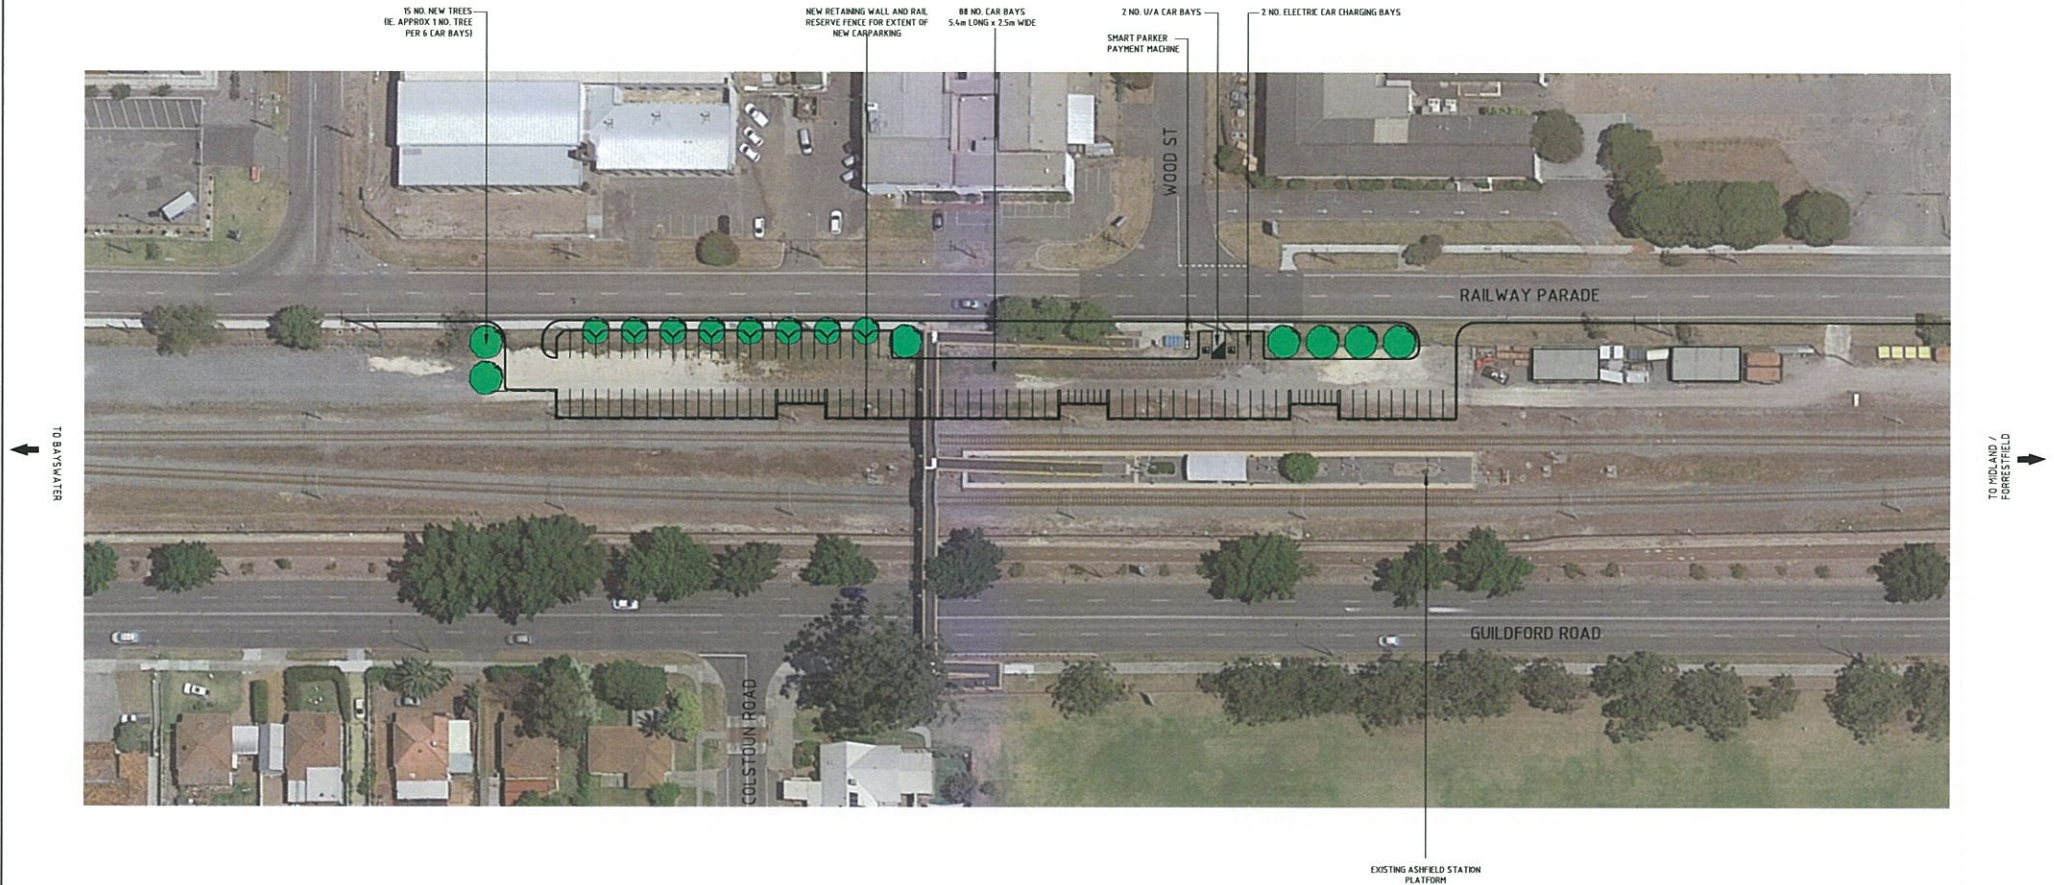 15 NO. NEW TREES
(IE. APPROX 1 NO. TREE
PER 6 CAR BAYS)
NEW RETAINING WALL AND RAIL
RESERVE FENCE FOR EXTENT OF
NEW CARPARKING
88 NO. CAR BAYS
5.4m LONG x 2.5m WIDE
SMART PARKER
PAYMENT MACHINE
2 NO. U/A CAR BAYS
2 NO. ELECTRIC CAR CHARGING BAYS
WOOD ST
RAILWAY PARADE
TO BAYSWATER
TO MIDLAND /
FORRESTFIELD
GUILDFORD ROAD
COLSTOUN ROAD
EXISTING ASHFIELD STATION
PLATFORM